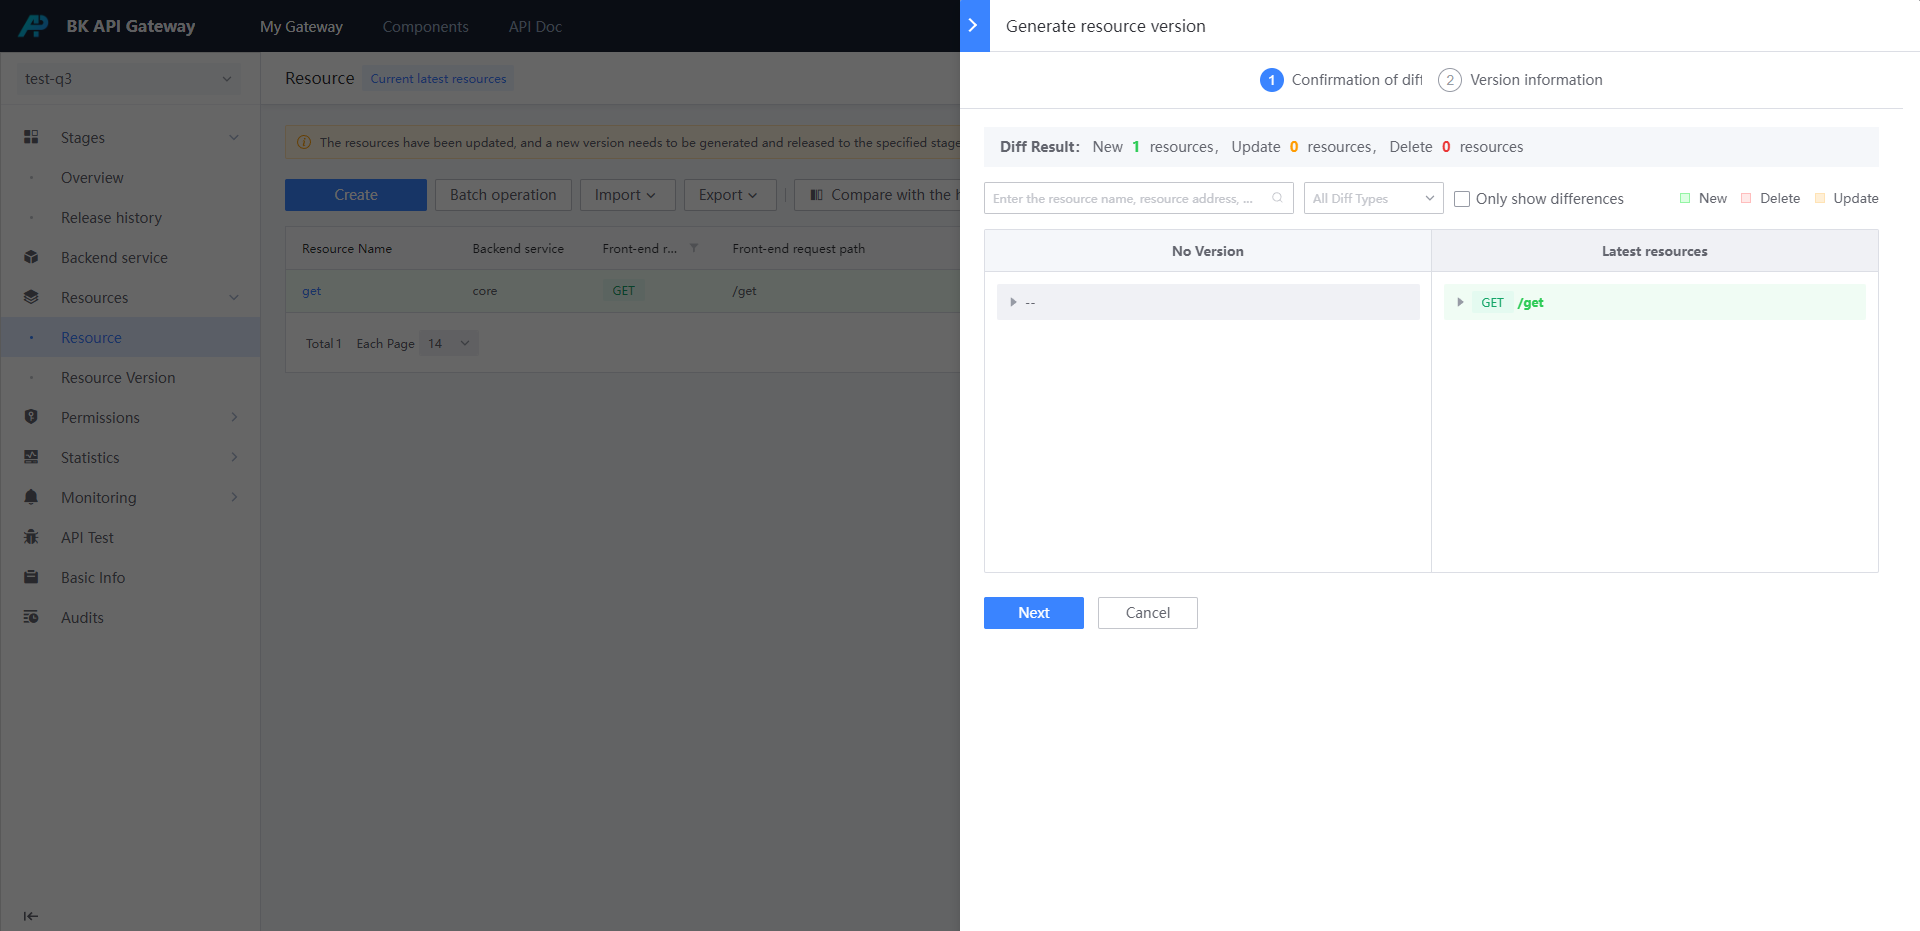 BK API Gateway
My Gateway
Components
API Doc
test-q3
Stages
Overview
Release history
Backend service
Resources
Resource
Resource Version
Permissions
Statistics
Monitoring
API Test
Basic Info
Audits
Resource
Current latest resources
The resources have been updated, and a new version needs to be generated and released to the specified stage
Create
Batch operation
Import
Export
Compare with the
Resource Name
Backend service
Front-end r...
Front-end request path
get
core
GET
/get
Total 1
Each Page
14
Generate resource version
1 Confirmation of dif
2 Version information
Diff Result: New 1 resources, Update 0 resources, Delete 0 resources
Enter the resource name, resource address, ...
All Diff Types
Only show differences
New
Delete
Update
No Version
Latest resources
--
GET /get
Next
Cancel